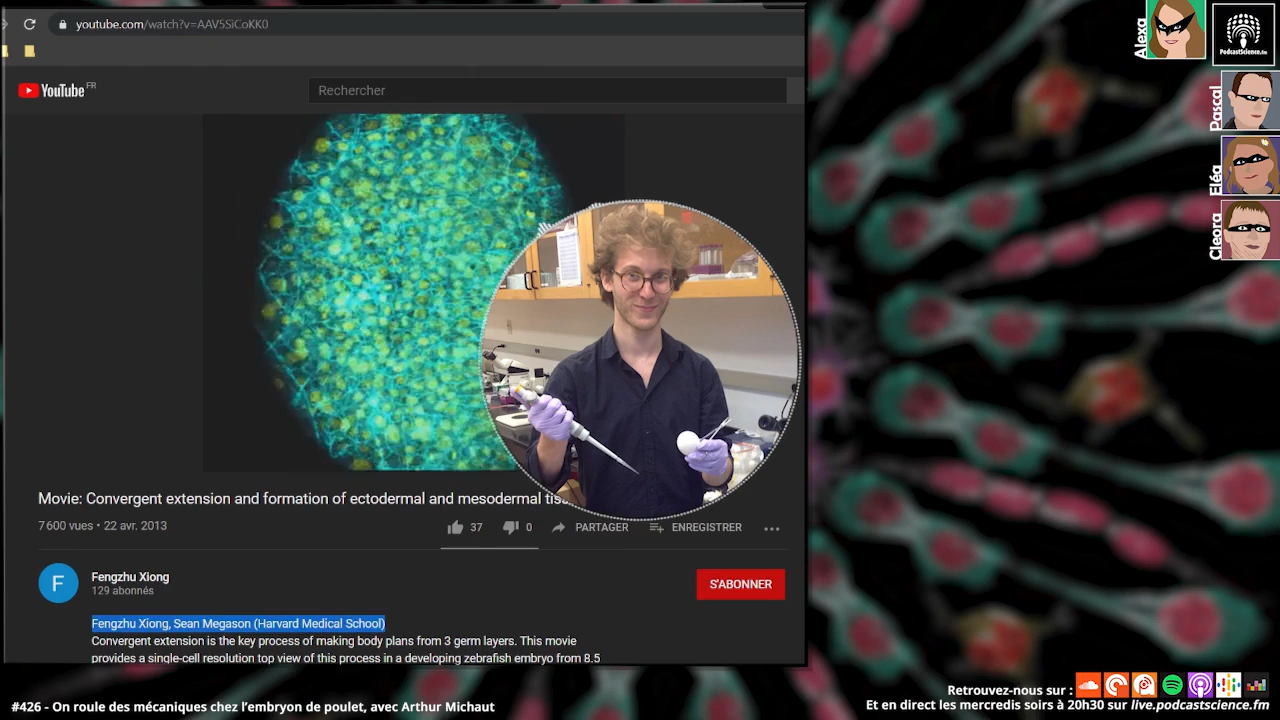 youtube.com/watch?v=AAV5SiCoKK0
YouTube FR
Rechercher
Movie: Convergent extension and formation of ectodermal and mesodermal
7 600 vues • 22 avr. 2013
37
0
PARTAGER
ENREGISTRER
F
Fengzhu Xiong
129 abonnés
S'ABONNER
Fengzhu Xiong, Sean Megason (Harvard Medical School)
Convergent extension is the key process of making body plans from 3 germ layers. This movie
provides a single-cell resolution top view of this process in a developing zebrafish embryo from 8.5
Alexa
PodcastScience.fm
Pascal
Eléa
Cleora
#426 - On roule des mécaniques chez l'embryon de poulet, avec Arthur Michaut
Retrouvez-nous sur :
Et en direct les mercredis soirs à 20h30 sur live.podcastscience.fm